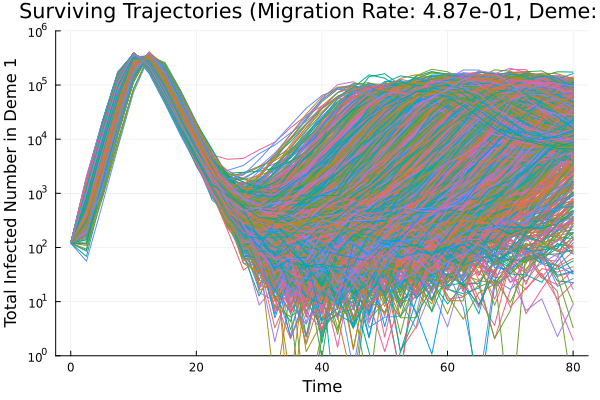 Surviving Trajectories (Migration Rate: 4.87e-01, Deme:
Total Infected Number in Deme 1
10^6
10^5
10^4
10^3
10^2
10^1
10^0
0 20 40 60 80
Time